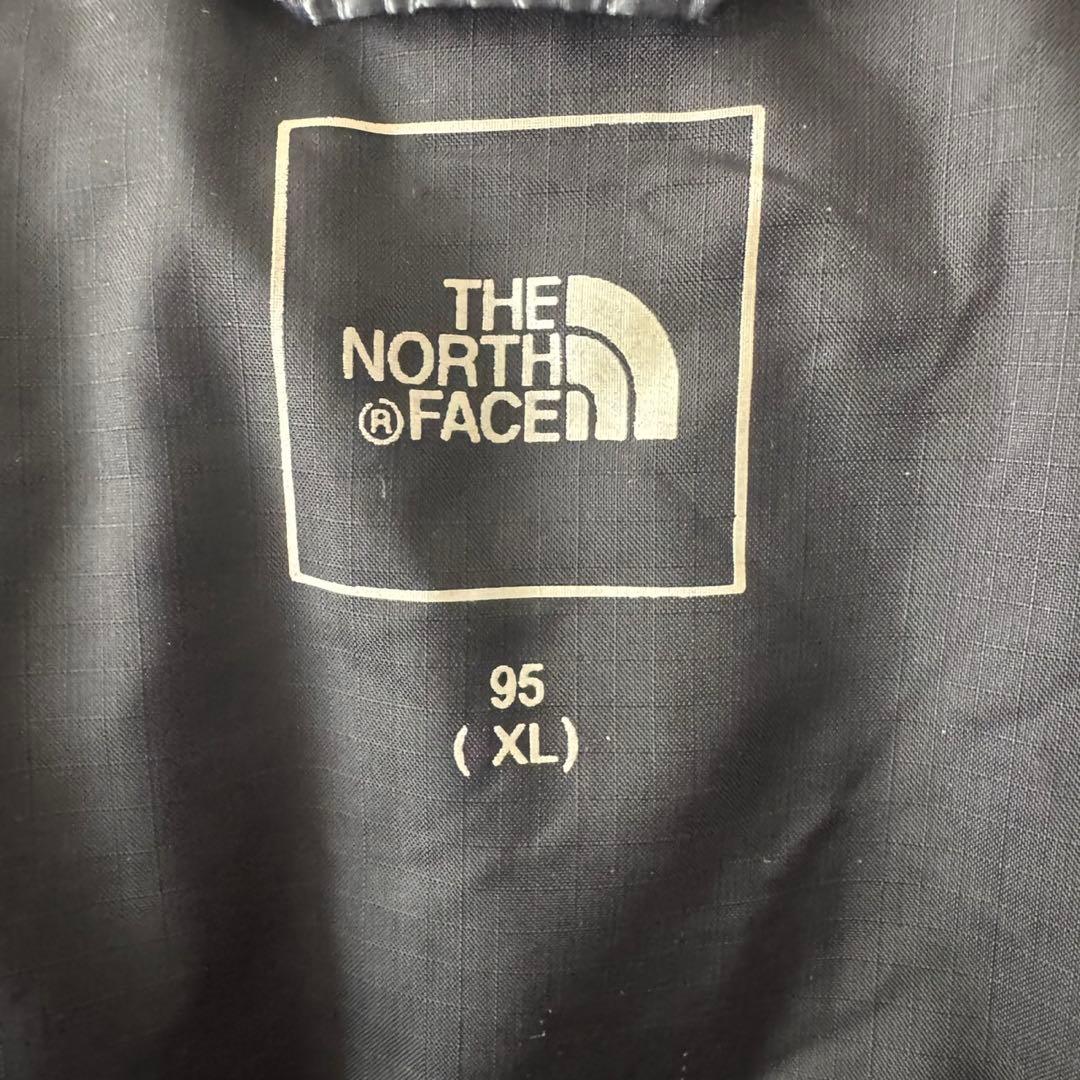 THE
NORTH
®FACE
95
( XL)